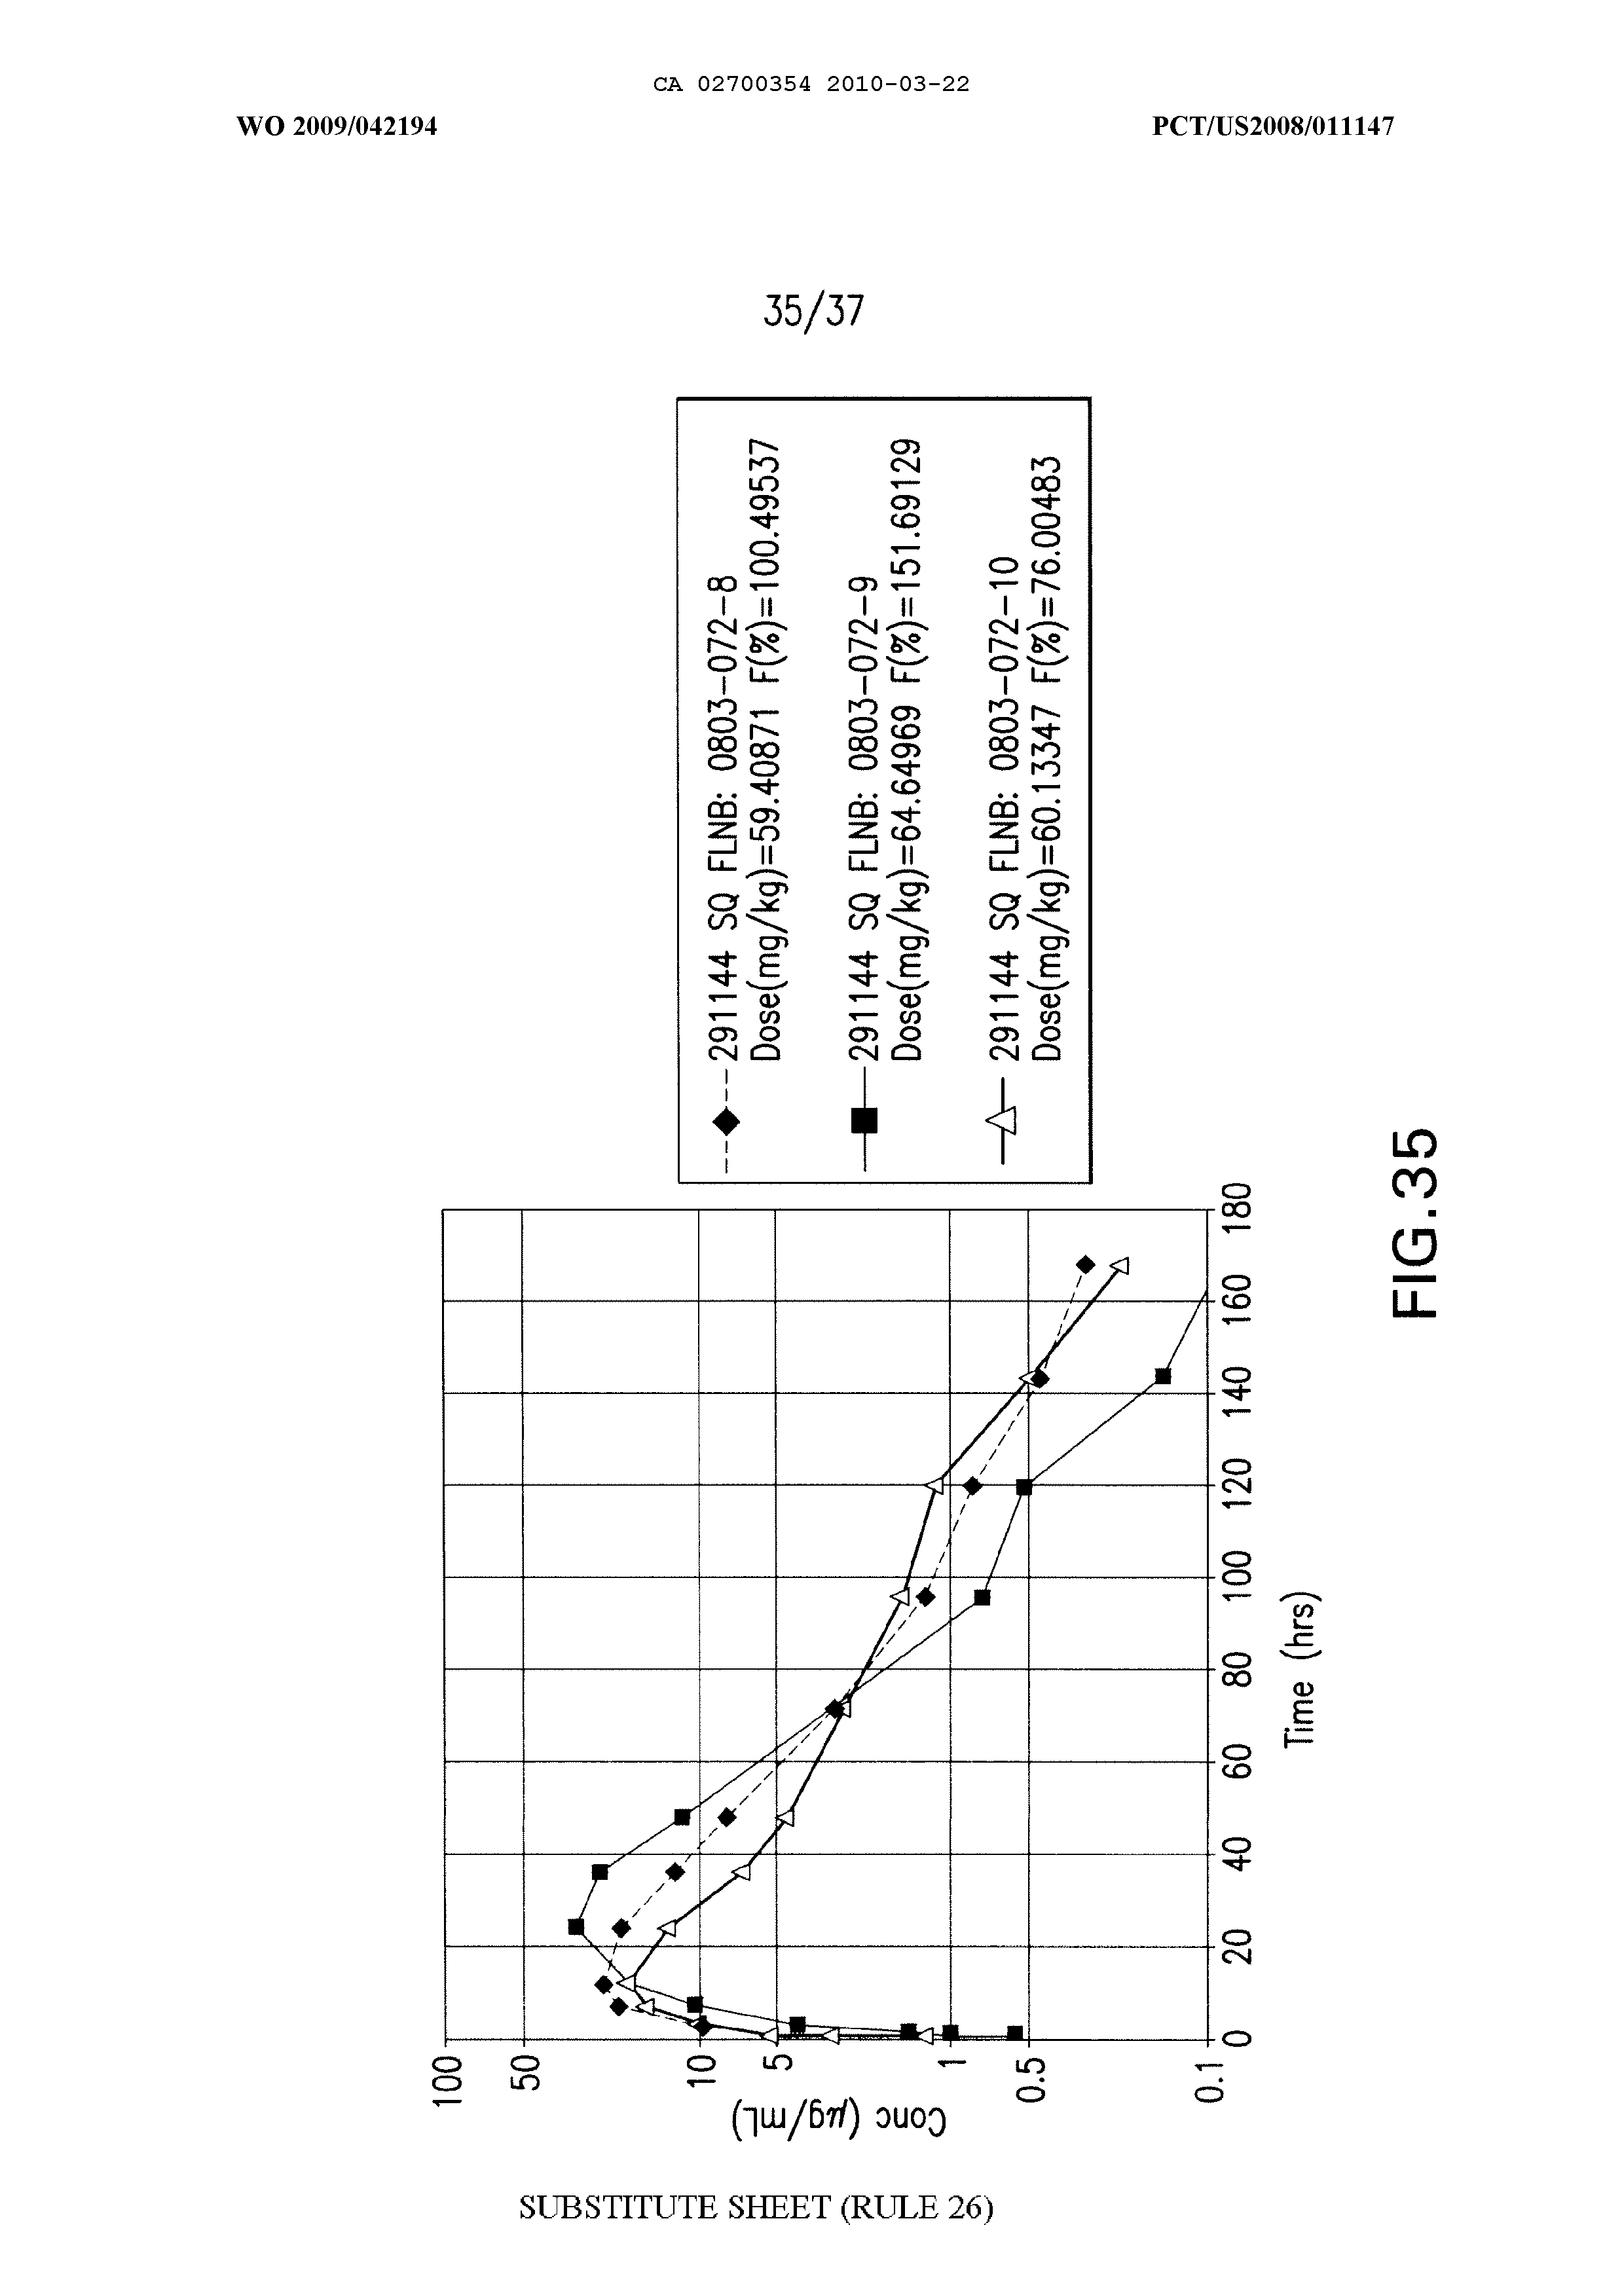 CA 02700354 2010-03-22
WO 2009/042194
PCT/US2008/011147
35/37
291144 SQ FLNB: 0803-072-8
Dose(mg/kg)=59.40871 F(%)=100.49537
291144 SQ FLNB: 0803-072-9
Dose(mg/kg)=64.64969 F(%)=151.69129
291144 SQ FLNB: 0803-072-10
Dose(mg/kg)=60.13347 F(%)=76.00483
Conc (µg/mL)
100
50
10
5
1
0.5
0.1
0
20
40
60
80
100
120
140
160
180
Time (hrs)
FIG.35
SUBSTITUTE SHEET (RULE 26)